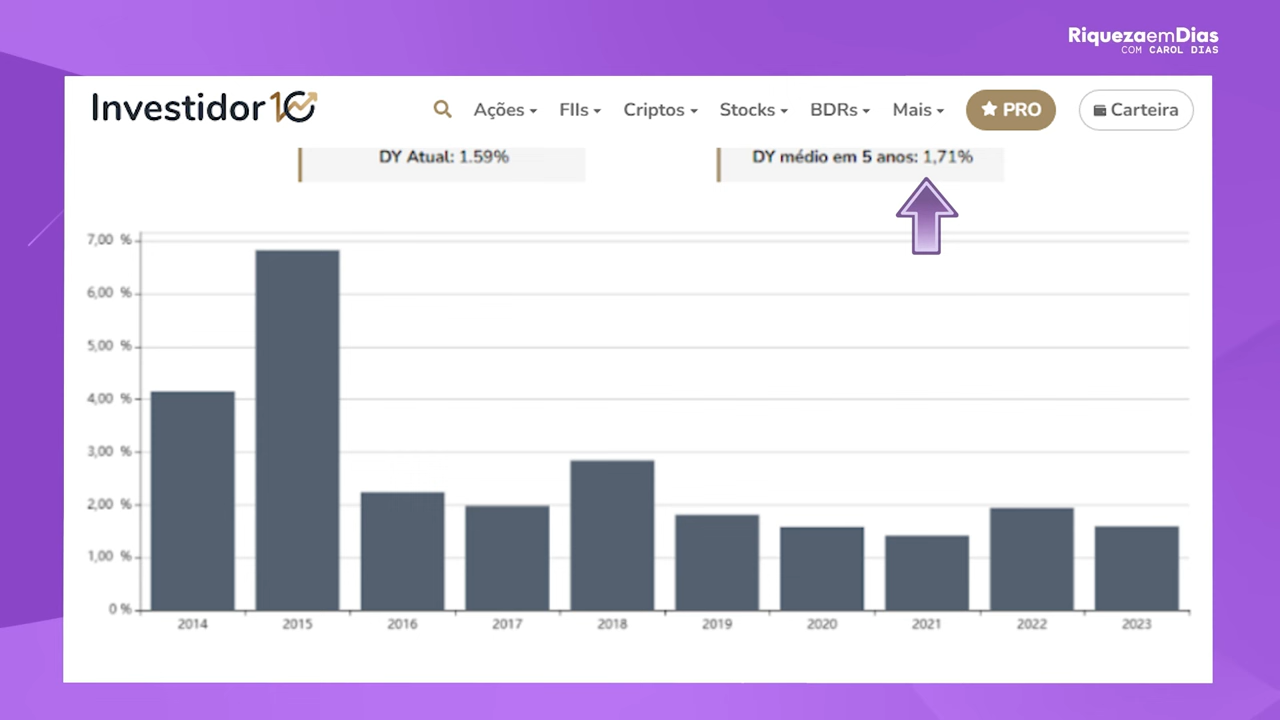 RiquezaemDias
COM CAROL DIAS
Investidor10
Ações
FIIs
Criptos
Stocks
BDRs
Mais
PRO
Carteira
DY Atual: 1.59%
DY médio em 5 anos: 1,71%
7,00 %
6,00 %
5,00 %
4,00 %
3,00 %
2,00 %
1,00 %
0 %
2014
2015
2016
2017
2018
2019
2020
2021
2022
2023